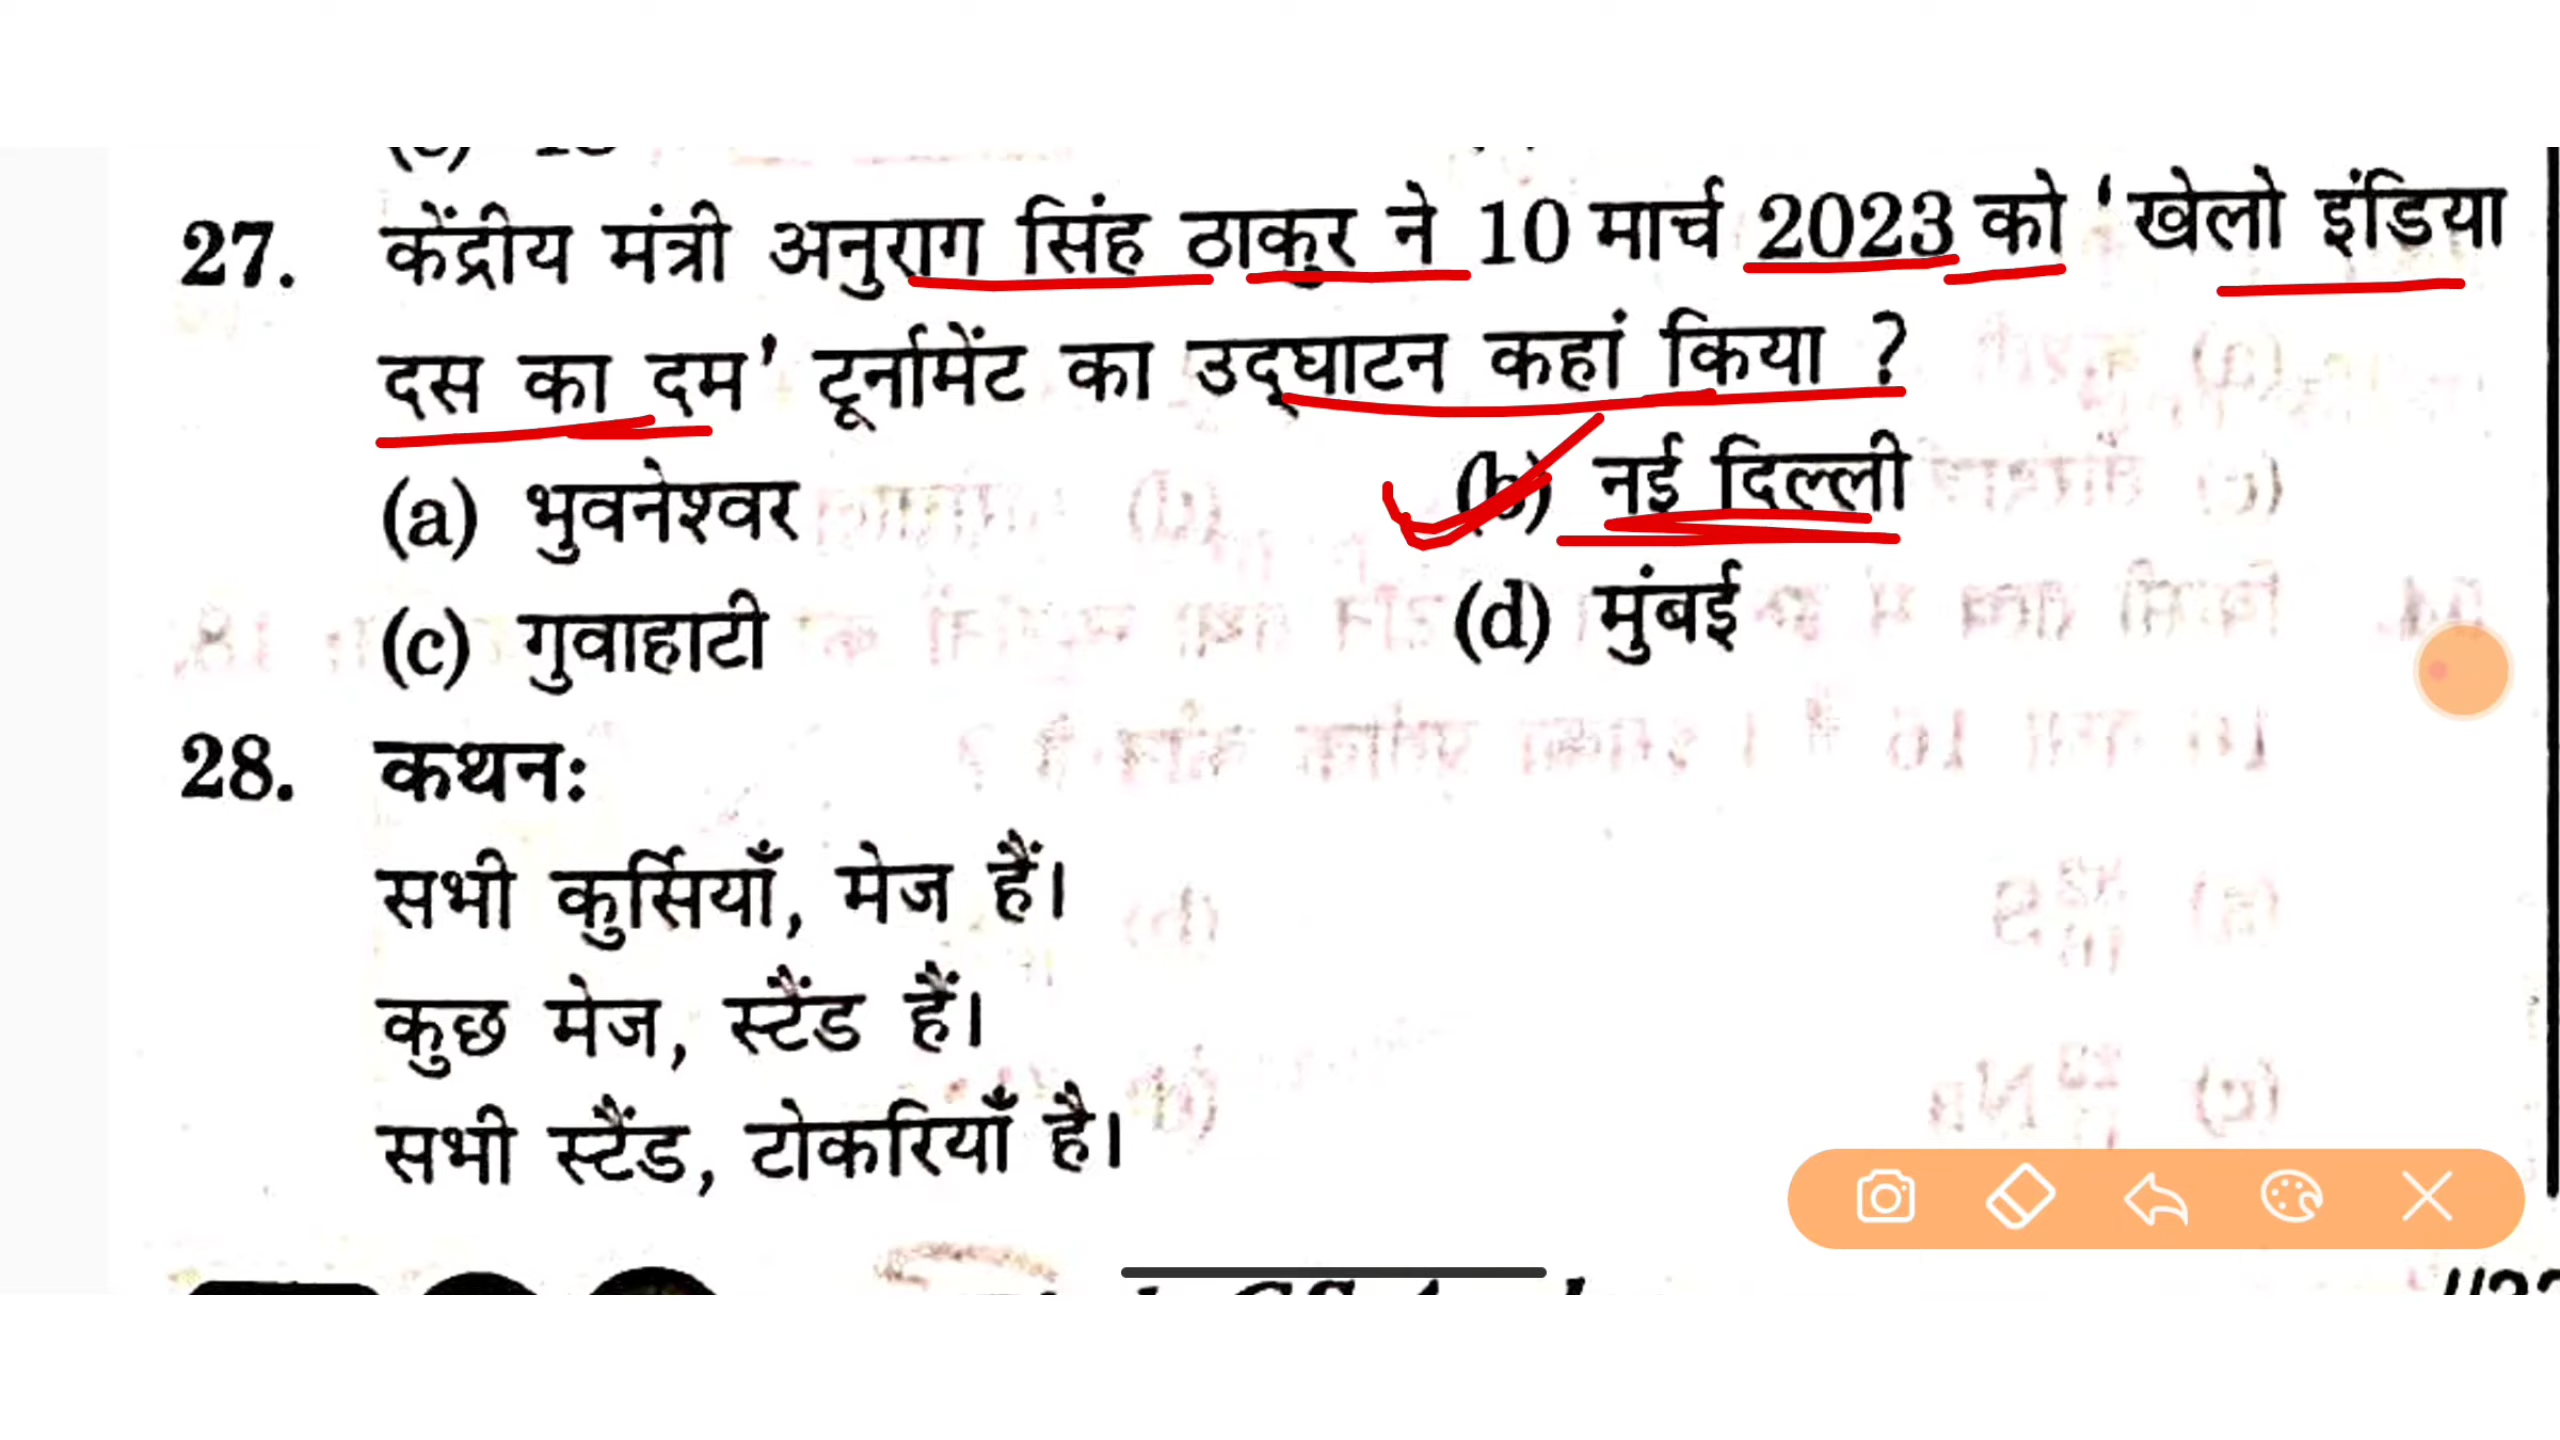 27. केंद्रीय मंत्री अनुराग सिंह ठाकुर ने 10 मार्च 2023 को 'खेलो इंडिया
दस का दम' टूर्नामेंट का उद्घाटन कहां किया ?
(a) भुवनेश्वर (b) नई दिल्ली
(c) गुवाहाटी (d) मुंबई
28. कथनः
सभी कुर्सियाँ, मेज हैं।
कुछ मेज, स्टैंड हैं।
सभी स्टैंड, टोकरियाँ है।